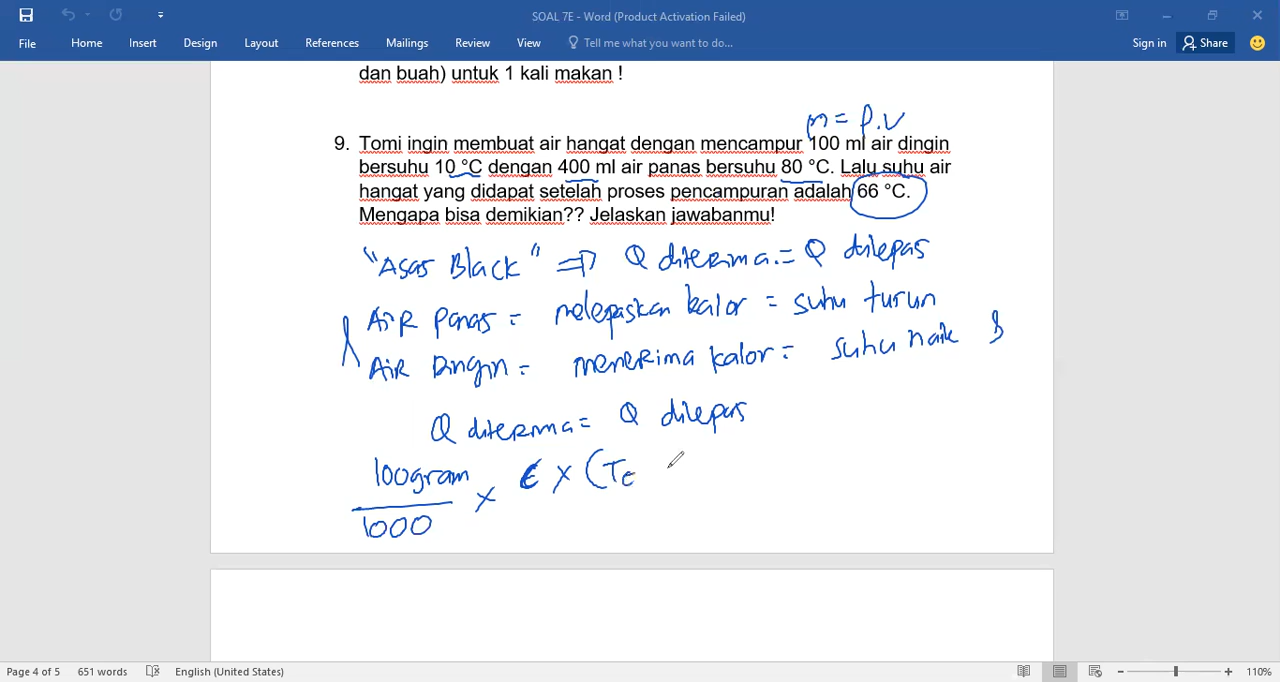 SOAL 7E - Word (Product Activation Failed)
File Home Insert Design Layout References Mailings Review View Tell me what you want to do... Sign in Share
dan buah) untuk 1 kali makan !
m = ρ.V
9. Tomi ingin membuat air hangat dengan mencampur 100 ml air dingin
bersuhu 10 °C dengan 400 ml air panas bersuhu 80 °C. Lalu suhu air
hangat yang didapat setelah proses pencampuran adalah 66 °C.
Mengapa bisa demikian?? Jelaskan jawabanmu!
"Asas Black" => Q diterima = Q dilepas
Air panas = melepaskan kalor = suhu turun
Air Dingin = menerima kalor = suhu naik
Q diterima = Q dilepas
100gram
× c × (Tc
1000
Page 4 of 5 651 words English (United States) 110%